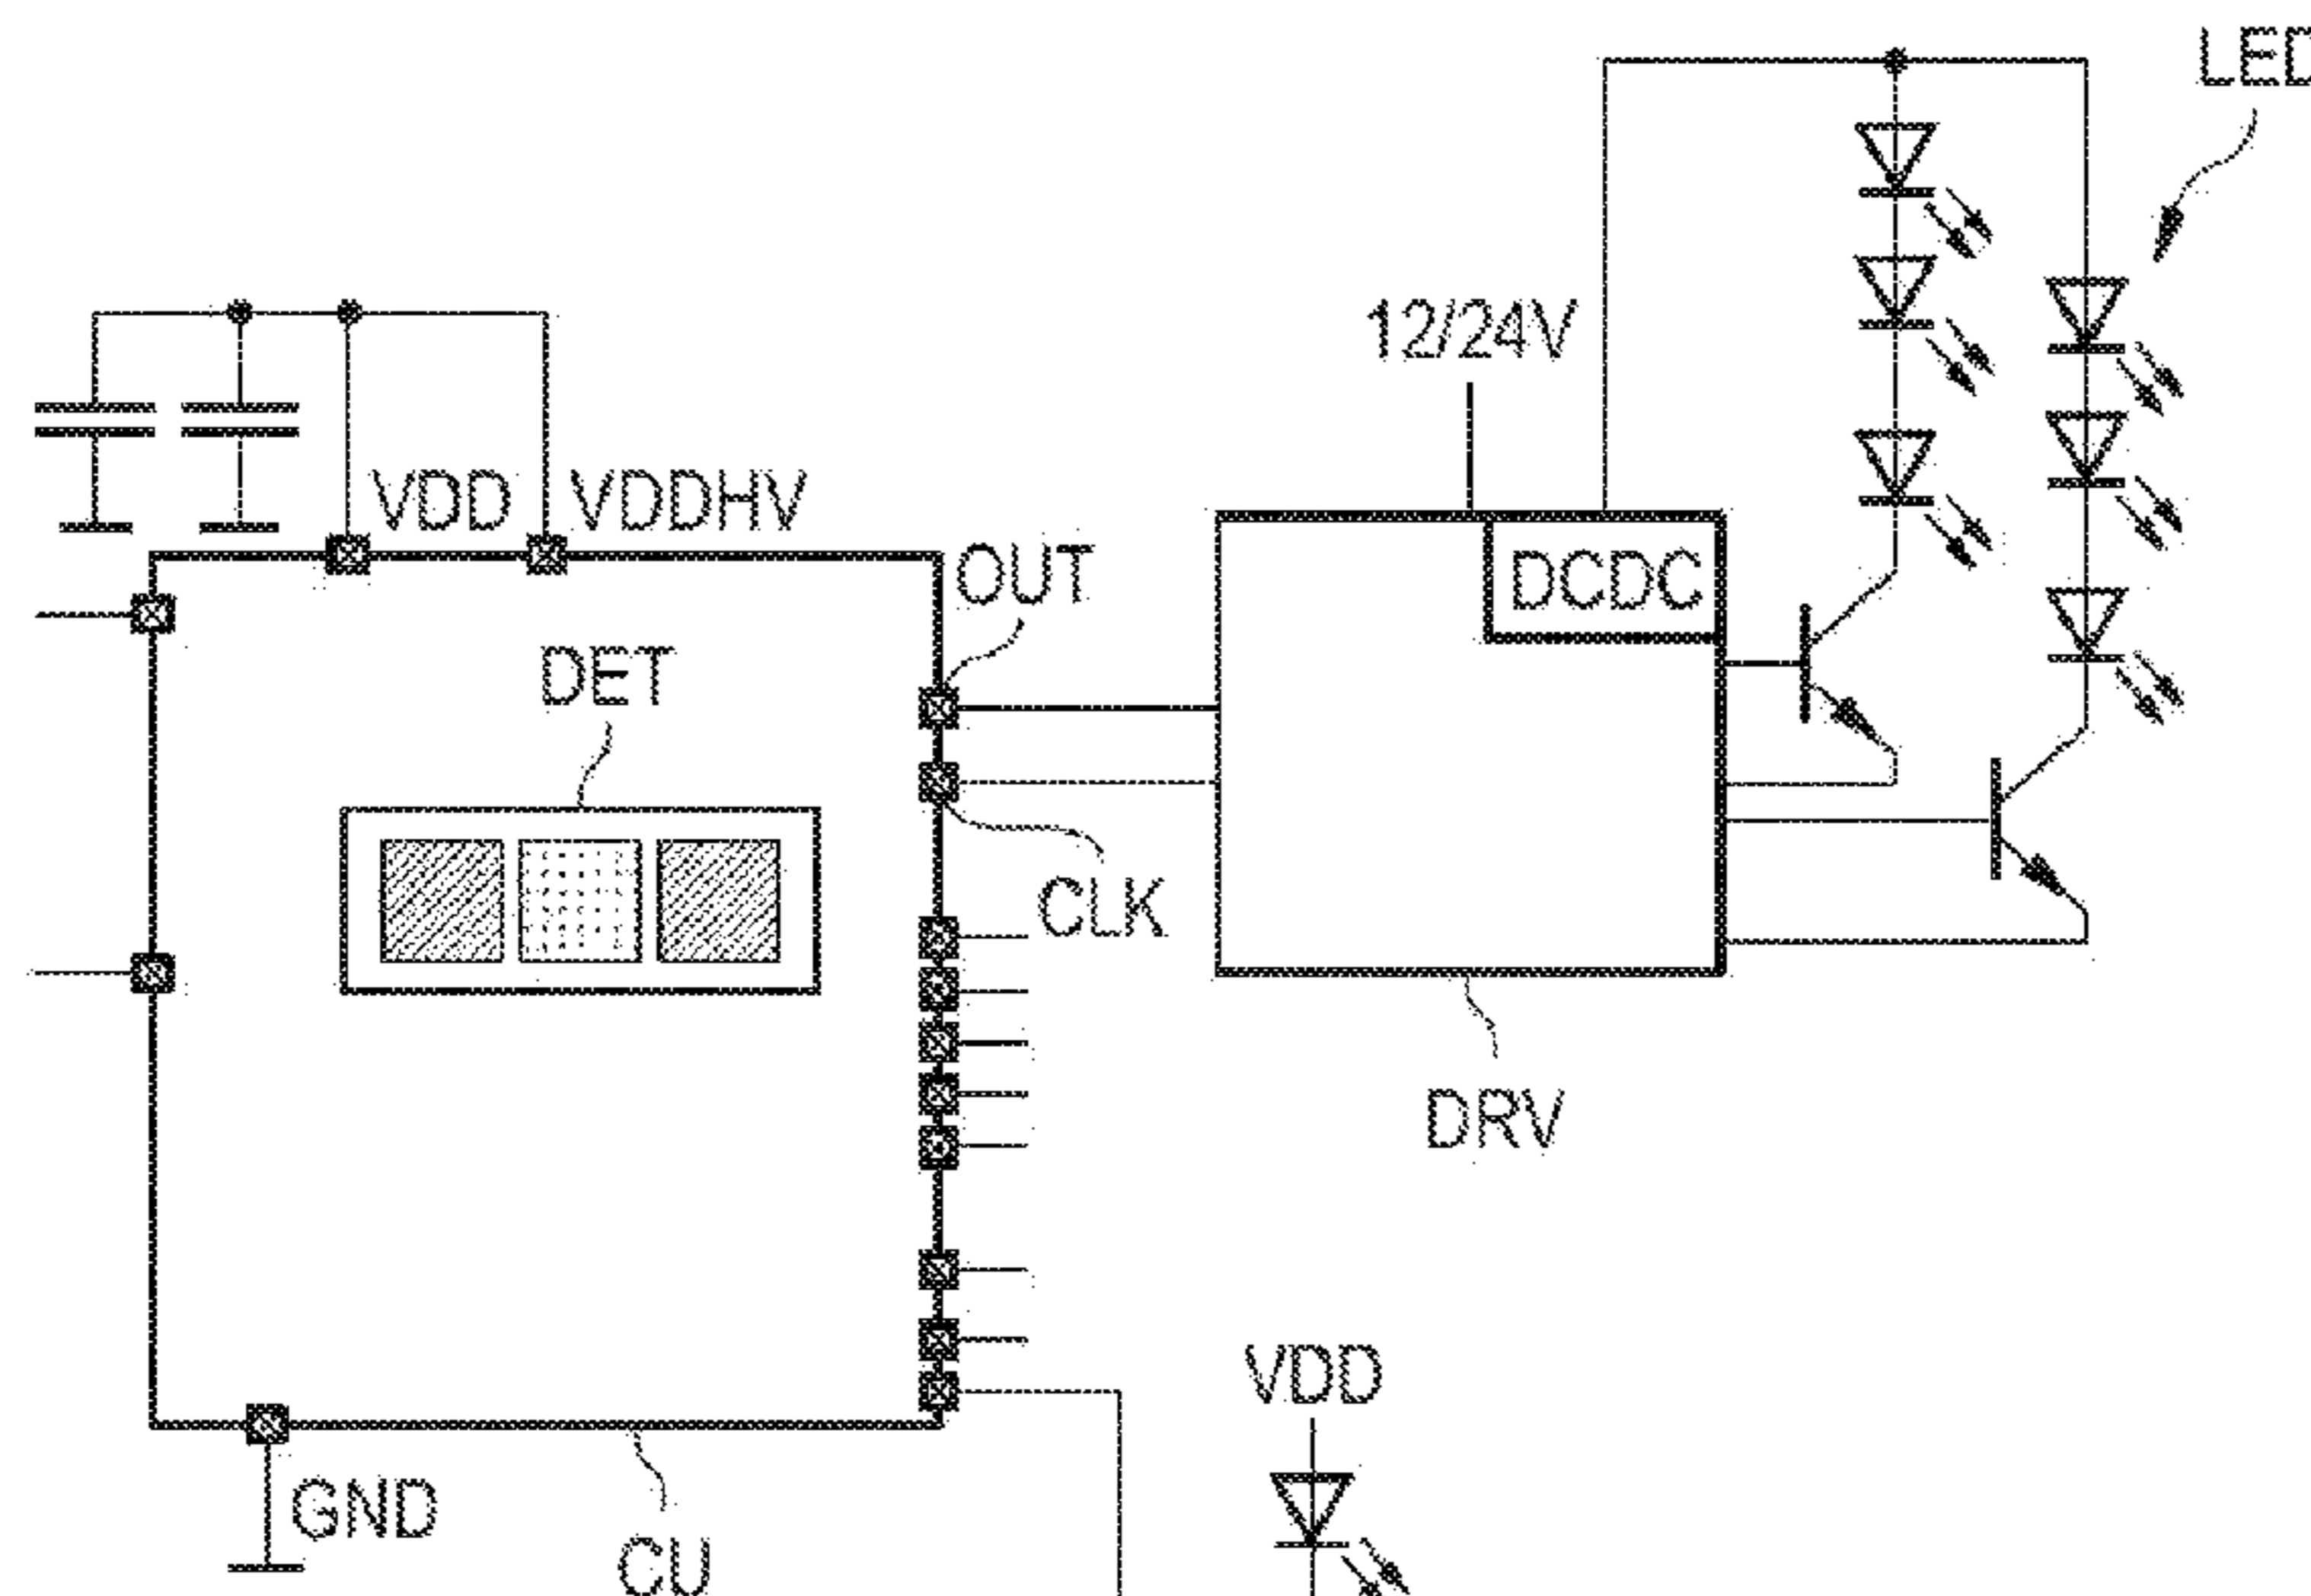 LED
12/24V
VDD
VDDHV
OUT
DCDC
DET
CLK
DRV
VDD
GND
CU